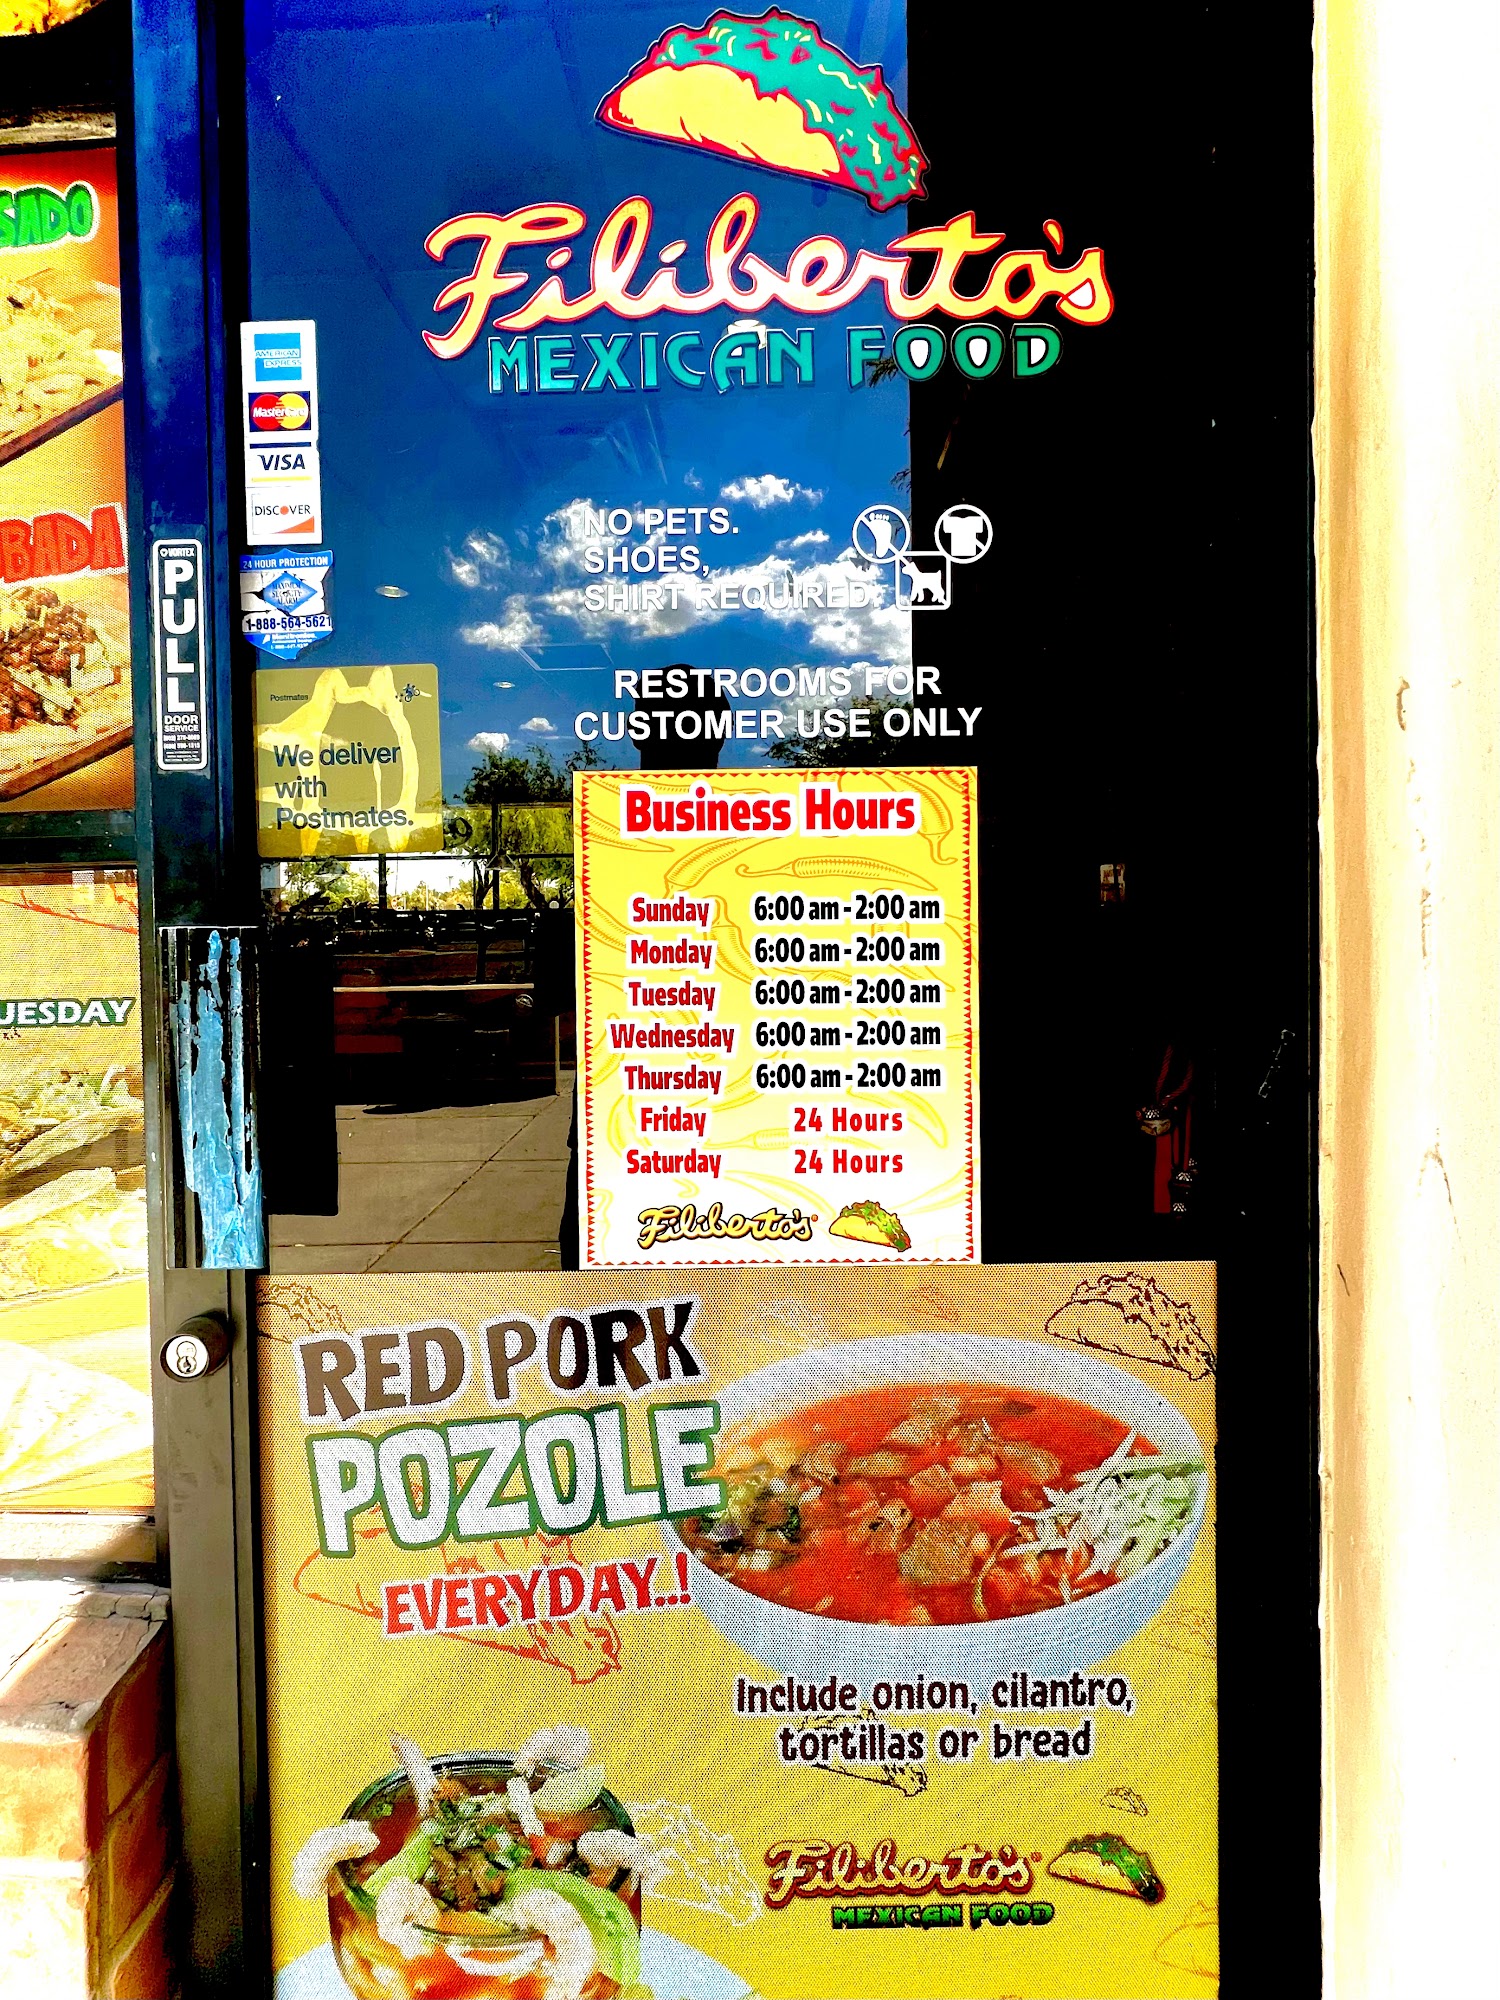 Filiberto's
MEXICAN FOOD
AMERICAN
EXPRESS
MasterCard
VISA
DISCOVER
24 HOUR PROTECTION
MAXIMUM
SECURITY
ALARM
1-888-564-5621
NO PETS.
SHOES,
SHIRT REQUIRED.
RESTROOMS FOR
CUSTOMER USE ONLY
VORTEX
PULL
DOOR
SERVICE
Postmates
We deliver
with
Postmates.
SADO
BADA
UESDAY
Business Hours
Sunday 6:00 am - 2:00 am
Monday 6:00 am - 2:00 am
Tuesday 6:00 am - 2:00 am
Wednesday 6:00 am - 2:00 am
Thursday 6:00 am - 2:00 am
Friday 24 Hours
Saturday 24 Hours
Filiberto's
RED PORK
POZOLE
EVERYDAY..!
Include onion, cilantro,
tortillas or bread
Filiberto's
MEXICAN FOOD